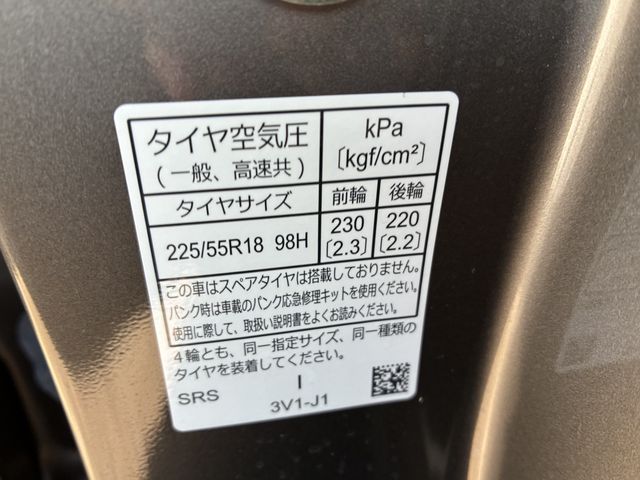 タイヤ空気圧
(一般、高速共)
kPa
〔kgf/cm²〕
タイヤサイズ
前輪
後輪
225/55R18 98H
230
〔2.3〕
220
〔2.2〕
この車はスペアタイヤは搭載しておりません。
パンク時は車載のパンク応急修理キットを使用ください。
使用に際して、取扱い説明書をよくお読みください。
4輪とも、同一指定サイズ、同一種類の
タイヤを装着してください。
SRS
I
3V1-J1